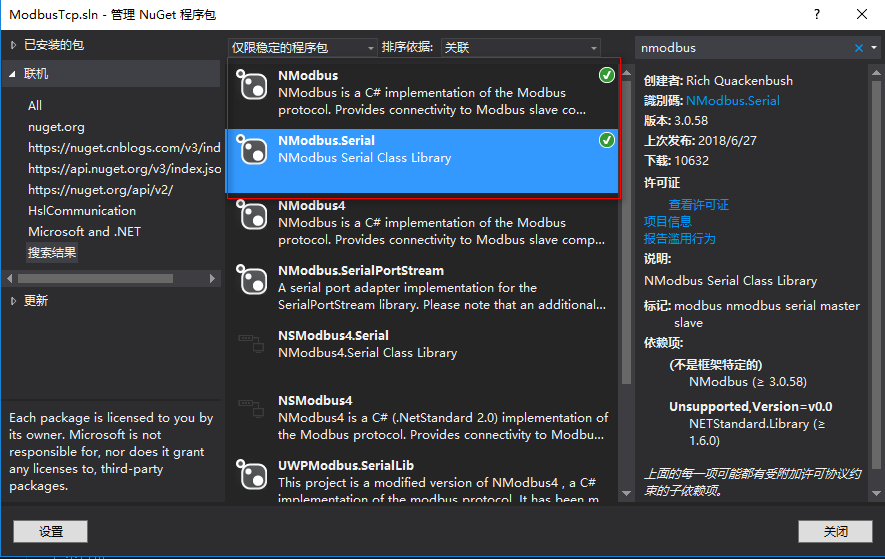 ModbusTcp.sln - 管理 NuGet 程序包
已安装的包
联机
All
nuget.org
https://nuget.cnblogs.com/v3/ind
https://api.nuget.org/v3/index.jso
https://nuget.org/api/v2/
HslCommunication
Microsoft and .NET
搜索结果
更新
Each package is licensed to you by
its owner. Microsoft is not
responsible for, nor does it grant
any licenses to, third-party
packages.
设置
仅限稳定的程序包
排序依据: 关联
NModbus
NModbus is a C# implementation of the Modbus
protocol. Provides connectivity to Modbus slave co...
NModbus.Serial
NModbus Serial Class Library
NModbus4
NModbus is a C# implementation of the Modbus
protocol. Provides connectivity to Modbus slave comp...
NModbus.SerialPortStream
A serial port adapter implementation for the
SerialPortStream library. Please note that an additional...
NSModbus4.Serial
NModbus4.Serial Class Library
NSModbus4
NModbus4 is a C# (.NetStandard 2.0) implementation of
the Modbus protocol. Provides connectivity to Modbu...
UWPModbus.SerialLib
This project is a modified version of NModbus4 , a C#
implementation of the modbus protocol. It has been m
nmodbus
创建者: Rich Quackenbush
識別碼: NModbus.Serial
版本: 3.0.58
上次发布: 2018/6/27
下载: 10632
许可证
查看许可证
项目信息
报告滥用行为
说明:
NModbus Serial Class Library
标记: modbus nmodbus serial master
slave
依赖项:
(不是框架特定的)
NModbus (≥ 3.0.58)
Unsupported,Version=v0.0
NETStandard.Library (≥
1.6.0)
上面的每一项可能都有受附加许可协议约
束的子依赖项。
关闭